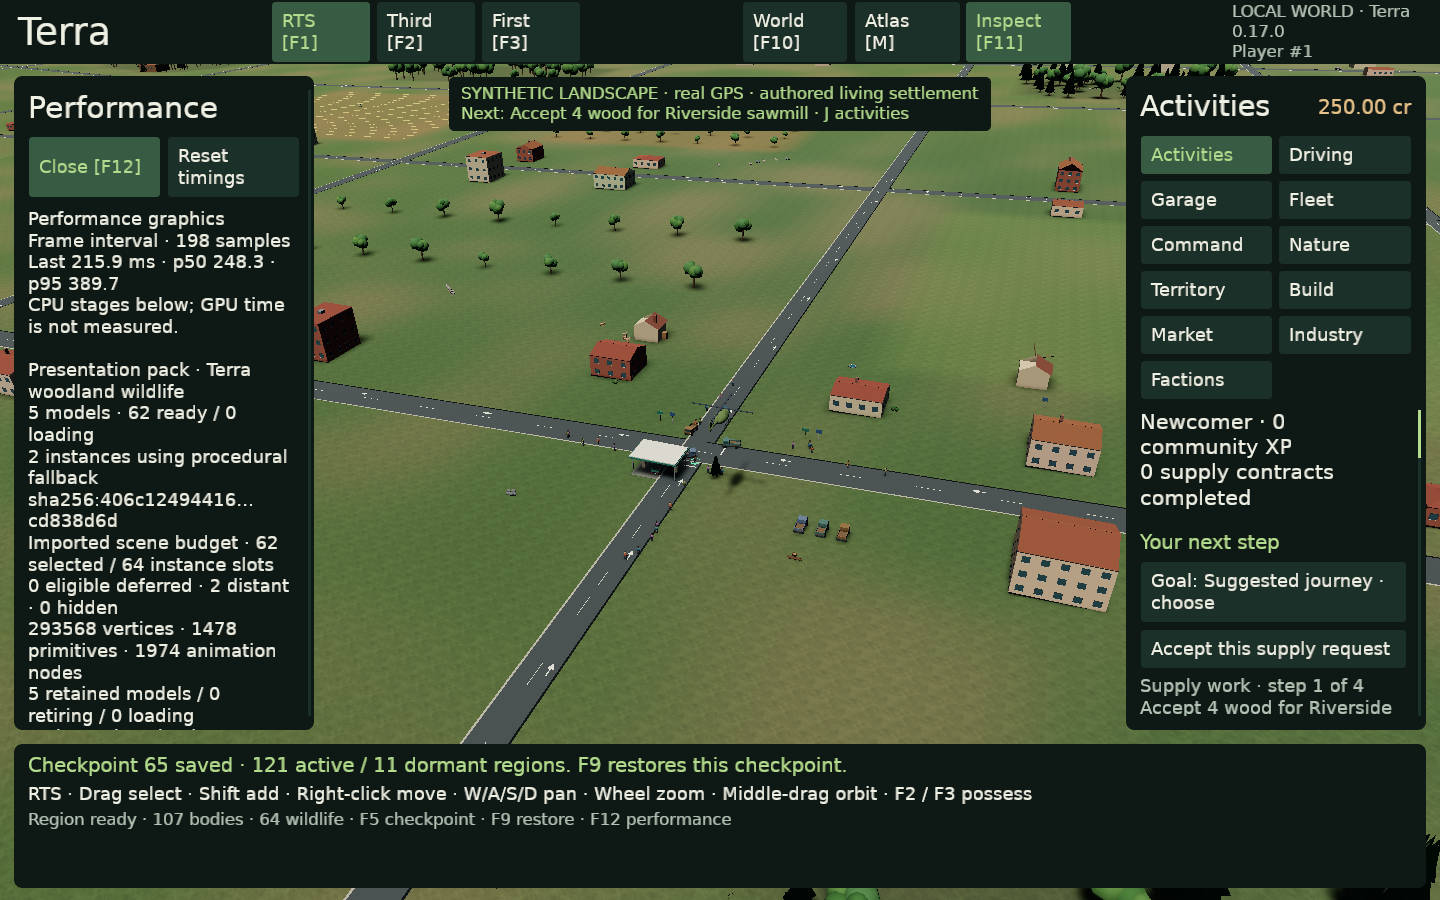 Terra
RTS
[F1]
Third
[F2]
First
[F3]
World
[F10]
Atlas
[M]
Inspect
[F11]
LOCAL WORLD · Terra
0.17.0
Player #1
SYNTHETIC LANDSCAPE · real GPS · authored living settlement
Next: Accept 4 wood for Riverside sawmill · J activities
Performance
Close [F12]
Reset
timings
Performance graphics
Frame interval · 198 samples
Last 215.9 ms · p50 248.3 ·
p95 389.7
CPU stages below; GPU time
is not measured.
Presentation pack · Terra
woodland wildlife
5 models · 62 ready / 0
loading
2 instances using procedural
fallback
sha256:406c12494416…
cd838d6d
Imported scene budget · 62
selected / 64 instance slots
0 eligible deferred · 2 distant
· 0 hidden
293568 vertices · 1478
primitives · 1974 animation
nodes
5 retained models / 0
retiring / 0 loading
Activities
250.00 cr
Activities
Driving
Garage
Fleet
Command
Nature
Territory
Build
Market
Industry
Factions
Newcomer · 0
community XP
0 supply contracts
completed
Your next step
Goal: Suggested journey ·
choose
Accept this supply request
Supply work · step 1 of 4
Accept 4 wood for Riverside
Checkpoint 65 saved · 121 active / 11 dormant regions. F9 restores this checkpoint.
RTS · Drag select · Shift add · Right-click move · W/A/S/D pan · Wheel zoom · Middle-drag orbit · F2 / F3 possess
Region ready · 107 bodies · 64 wildlife · F5 checkpoint · F9 restore · F12 performance